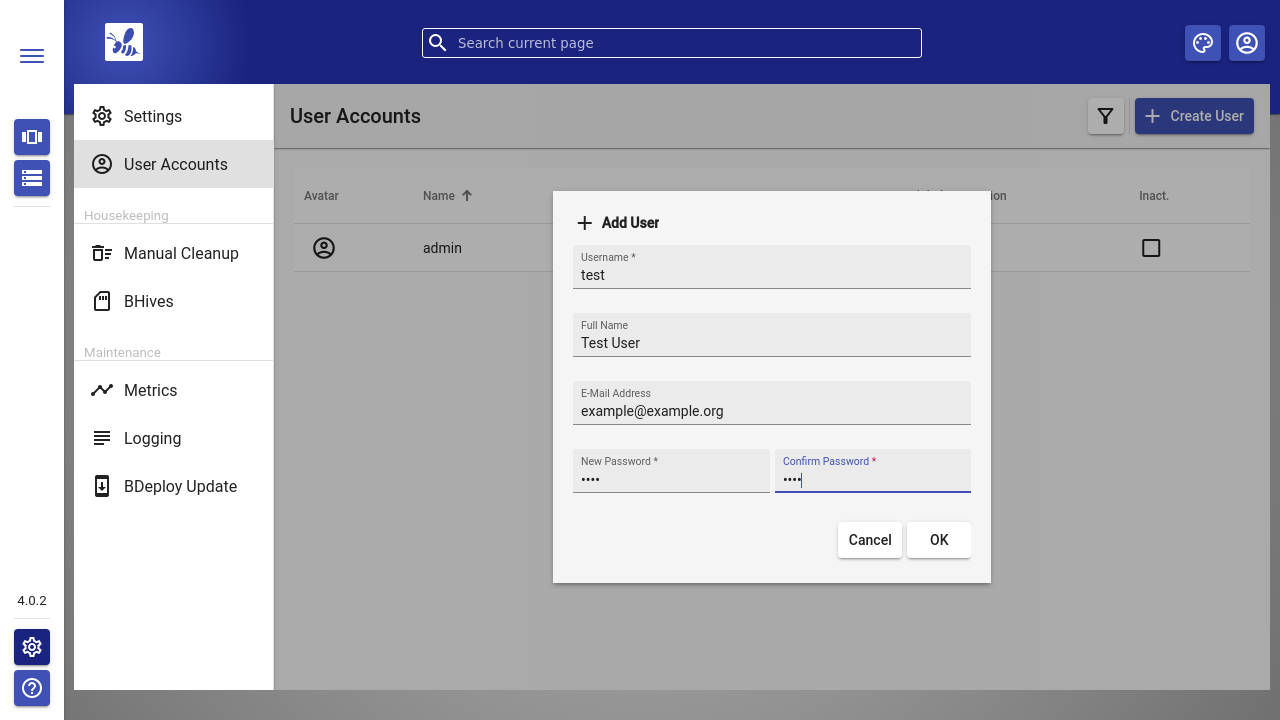 Search current page
Settings
User Accounts
Housekeeping
Manual Cleanup
BHives
Maintenance
Metrics
Logging
BDeploy Update
4.0.2
User Accounts
Create User
Avatar
Name
Inact.
admin
Add User
Username *
test
Full Name
Test User
E-Mail Address
example@example.org
New Password *
••••
Confirm Password *
••••
Cancel
OK